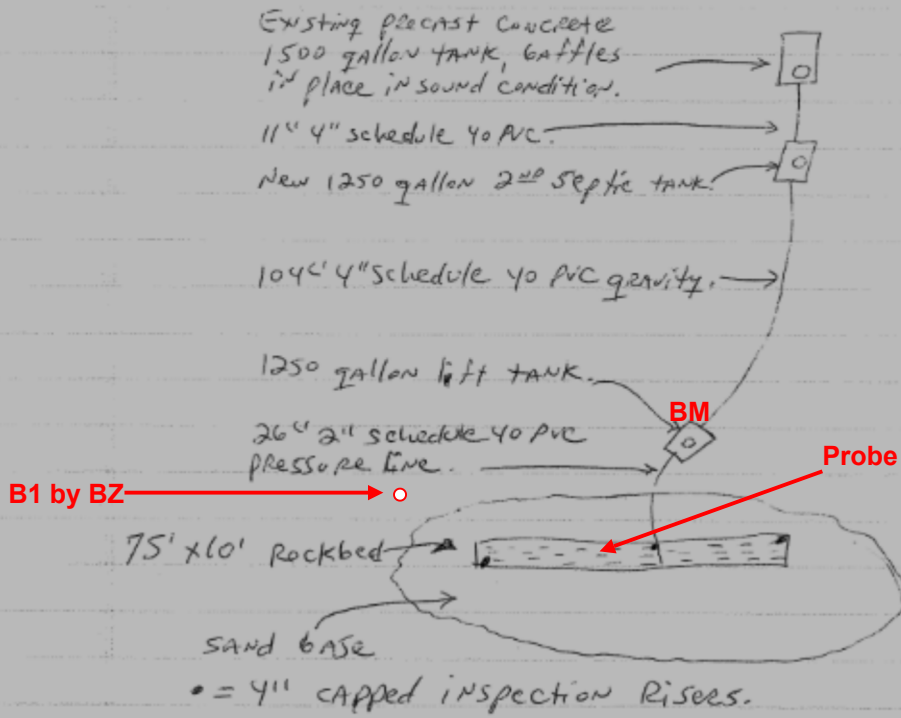 Existing precast concrete
1500 gallon tank, baffles
in place in sound condition.
11" 4" schedule 40 PVC.
New 1250 gallon 2ND septic tank.
104" 4" schedule 40 PVC gravity.
1250 gallon lift tank.
BM
26" 2" schedule 40 PVC
pressure line.
Probe
B1 by BZ
75' x10' Rockbed
sand base
• = 4" capped inspection Risers.